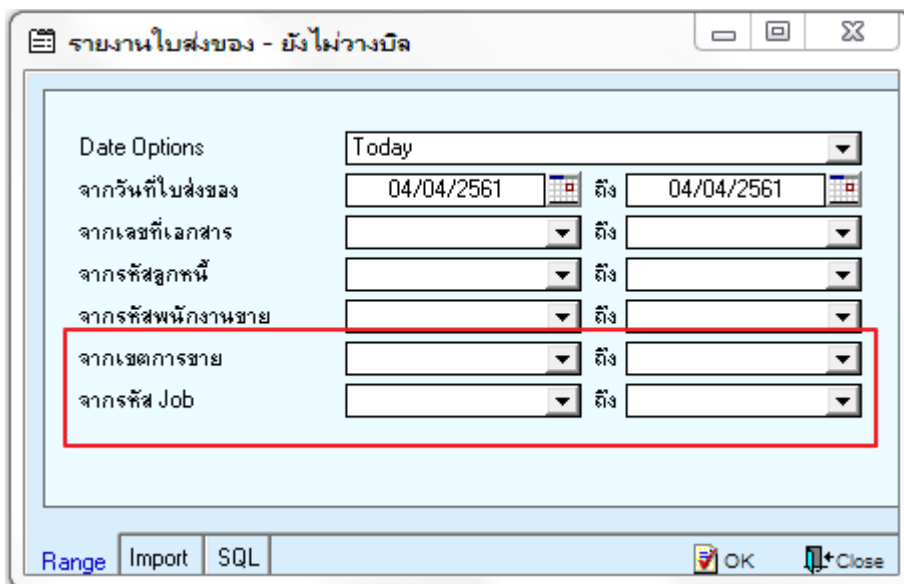 รายงานใบส่งของ - ยังไม่วางบิล
Date Options Today
จากวันที่ใบส่งของ 04/04/2561 ถึง 04/04/2561
จากเลขที่เอกสาร ถึง
จากรหัสลูกหนี้ ถึง
จากรหัสพนักงานขาย ถึง
จากเขตการขาย ถึง
จากรหัส Job ถึง
Range Import SQL OK Close